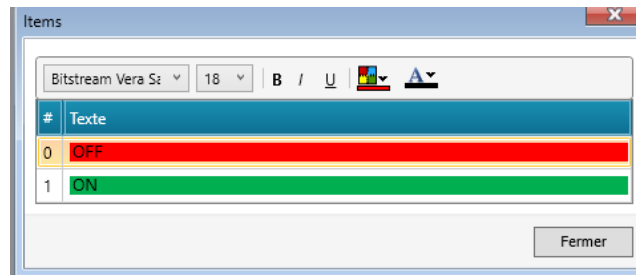 Items
Bitstream Vera Sa 18 B I U A
# Texte
0 OFF
1 ON
Fermer